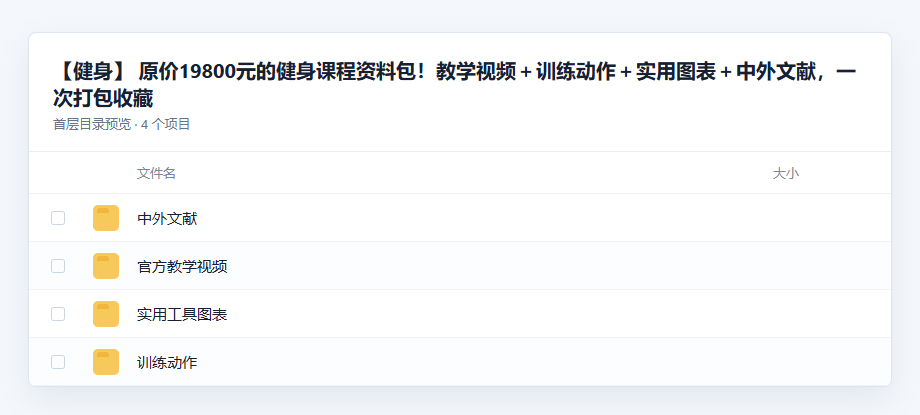 【健身】 原价19800元的健身课程资料包！教学视频＋训练动作＋实用图表＋中外文献，一
次打包收藏
首层目录预览 · 4 个项目
文件名 大小
中外文献
官方教学视频
实用工具图表
训练动作